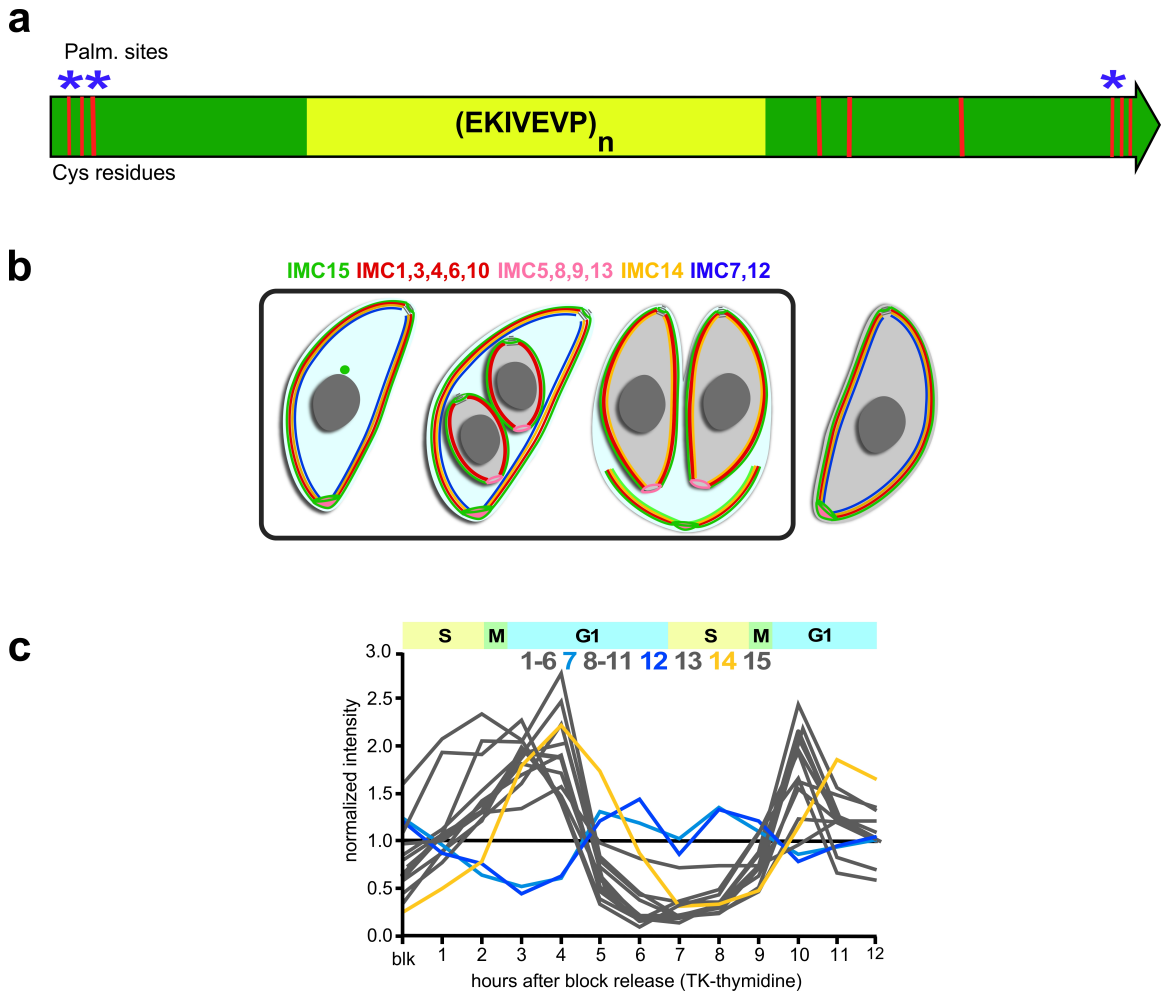 a
Palm. sites
* * *
(EKIVEVP)n
Cys residues
b
IMC15 IMC1,3,4,6,10 IMC5,8,9,13 IMC14 IMC7,12
c
S M G1 S M G1
1-6 7 8-11 12 13 14 15
normalized intensity
3.0
2.5
2.0
1.5
1.0
0.5
0.0
blk 1 2 3 4 5 6 7 8 9 10 11 12
hours after block release (TK-thymidine)